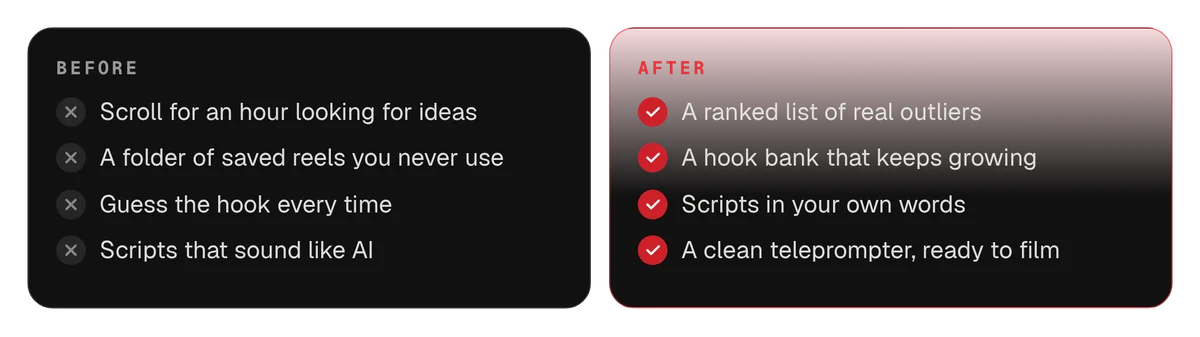 BEFORE
Scroll for an hour looking for ideas
A folder of saved reels you never use
Guess the hook every time
Scripts that sound like AI
AFTER
A ranked list of real outliers
A hook bank that keeps growing
Scripts in your own words
A clean teleprompter, ready to film